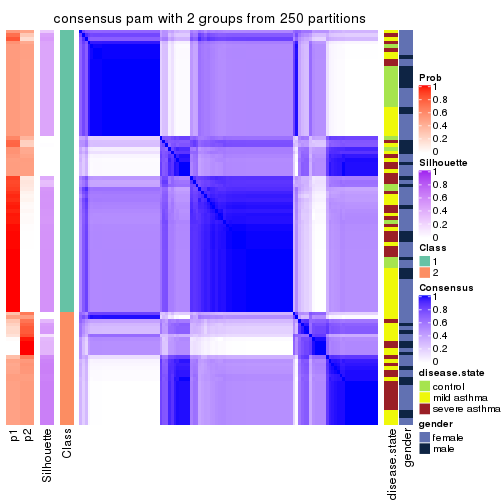 consensus pam with 2 groups from 250 partitions
Prob
1
0.8
0.6
0.4
0.2
0
Silhouette
1
0.8
0.6
0.4
0.2
0
Class
1
2
Consensus
1
0.8
0.6
0.4
0.2
0
disease.state
control
mild asthma
severe asthma
gender
female
male
p1
p2
Silhouette
Class
disease.state
gender